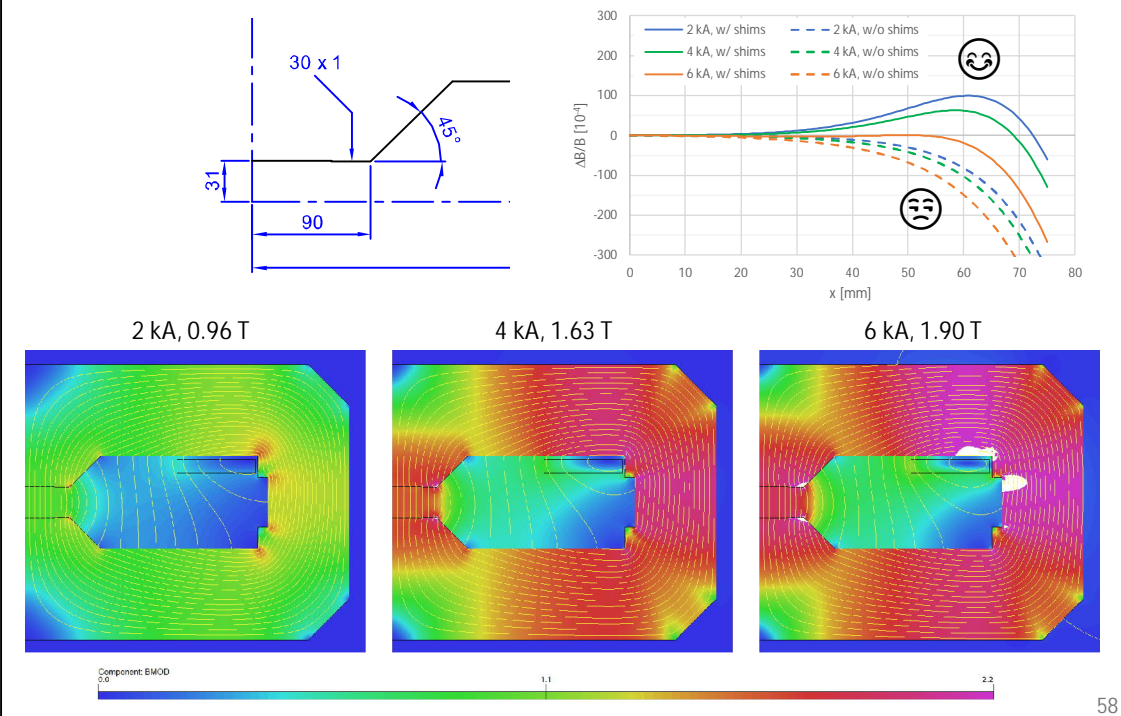 30 x 1
45°
31
90
300
200
100
0
-100
-200
-300
ΔB/B [10⁻⁴]
2 kA, w/ shims
2 kA, w/o shims
4 kA, w/ shims
4 kA, w/o shims
6 kA, w/ shims
6 kA, w/o shims
0 10 20 30 40 50 60 70 80
x [mm]
2 kA, 0.96 T
4 kA, 1.63 T
6 kA, 1.90 T
Component: BMOD
0.0 1.1 2.2
58